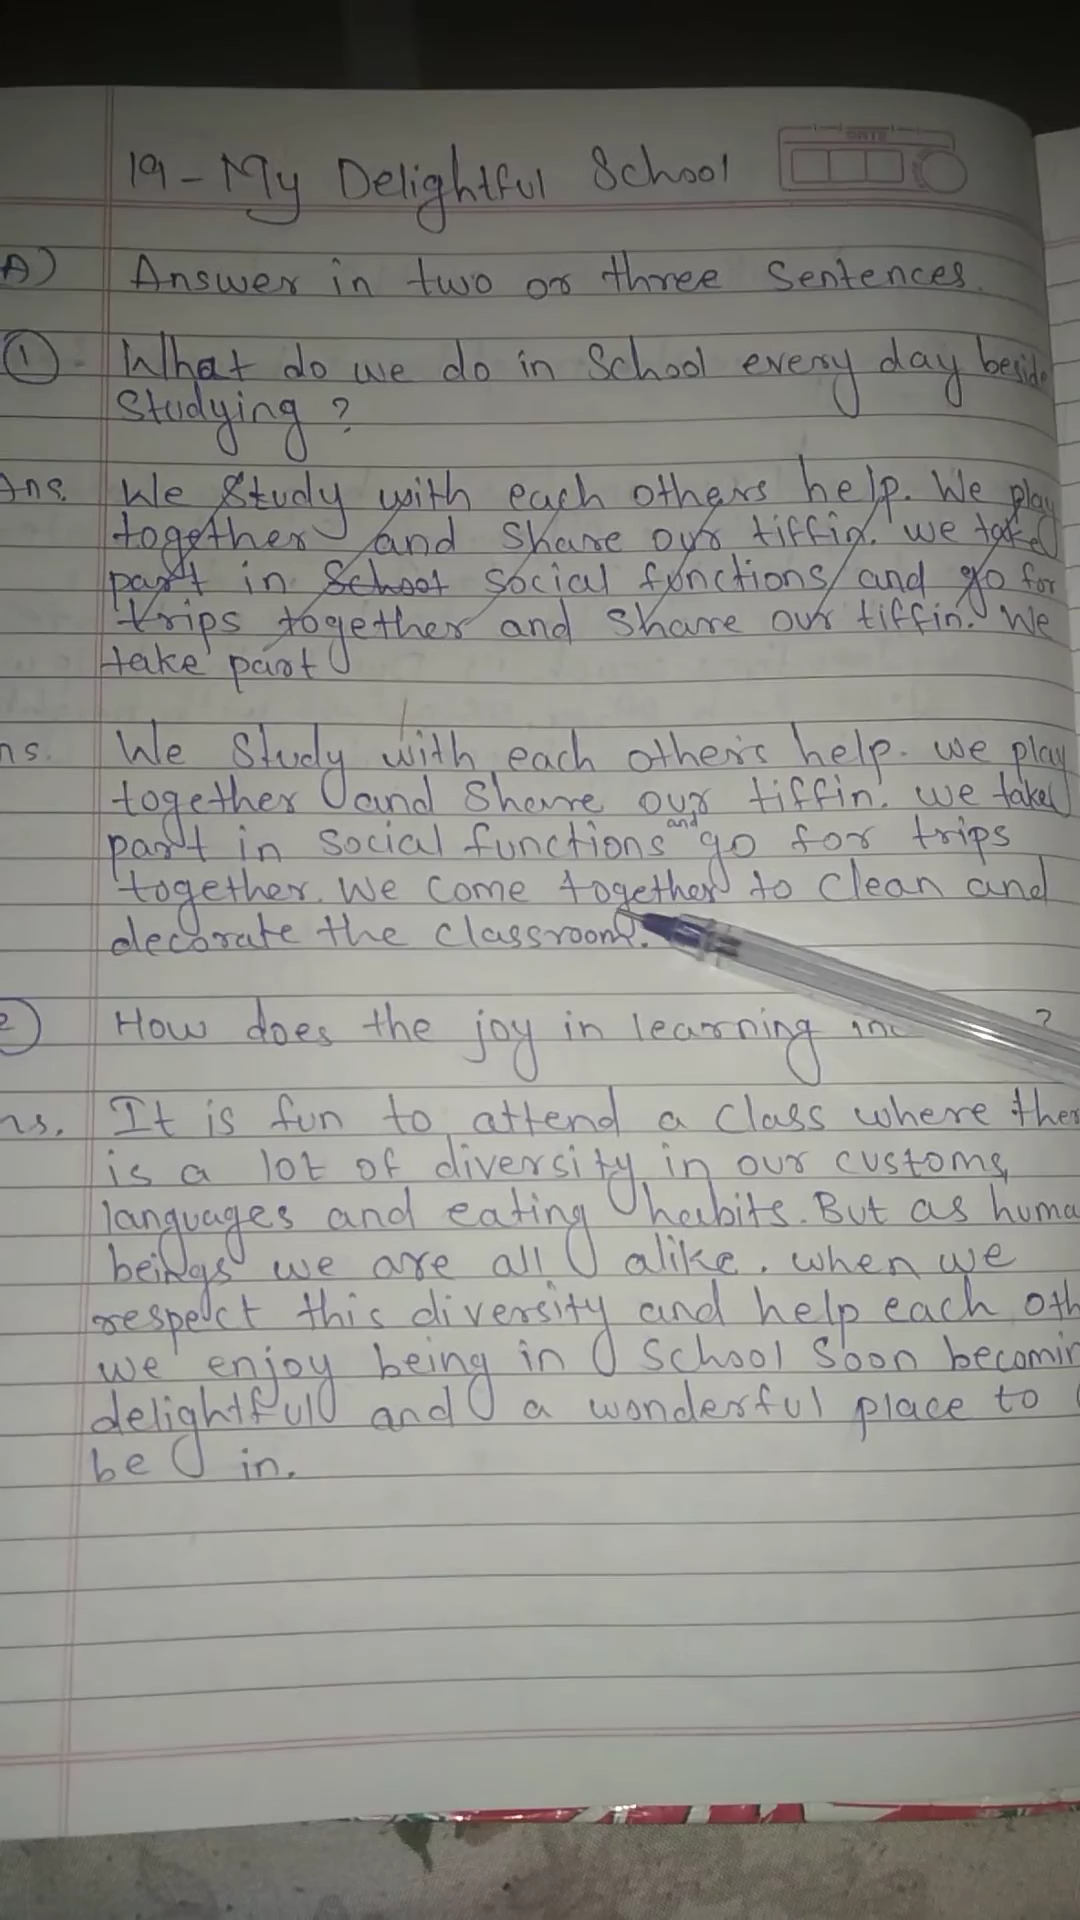 19 - My Delightful School
DATE
A) Answer in two or three Sentences.
1 What do we do in School every day beside
Studying ?
Ans. We Study with each others help. We play
together and Share our tiffin. we take
part in School social functions and go for
trips together and Share our tiffin. We
take part
ns. We Study with each other's help. we play
together and Share our tiffin. we take
part in Social functions and go for trips
together. We Come together to Clean and
decorate the Classroom.
2 How does the joy in learning ?
ns. It is fun to attend a Class where ther
is a lot of diversity in our customs,
languages and eating habits. But as huma
beings we are all alike. when we
respect this diversity and help each oth
we enjoy being in School Soon becomin
delightful and a wonderful place to
be in.